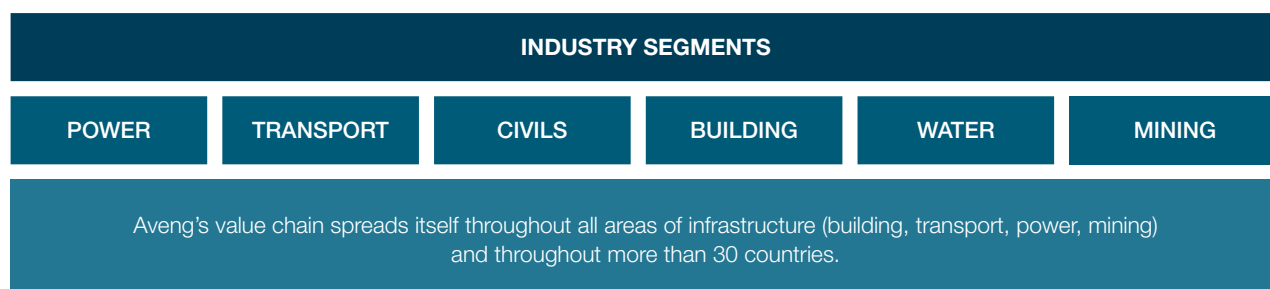 INDUSTRY SEGMENTS
POWER TRANSPORT CIVILS BUILDING WATER MINING
Aveng’s value chain spreads itself throughout all areas of infrastructure (building, transport, power, mining)
and throughout more than 30 countries.